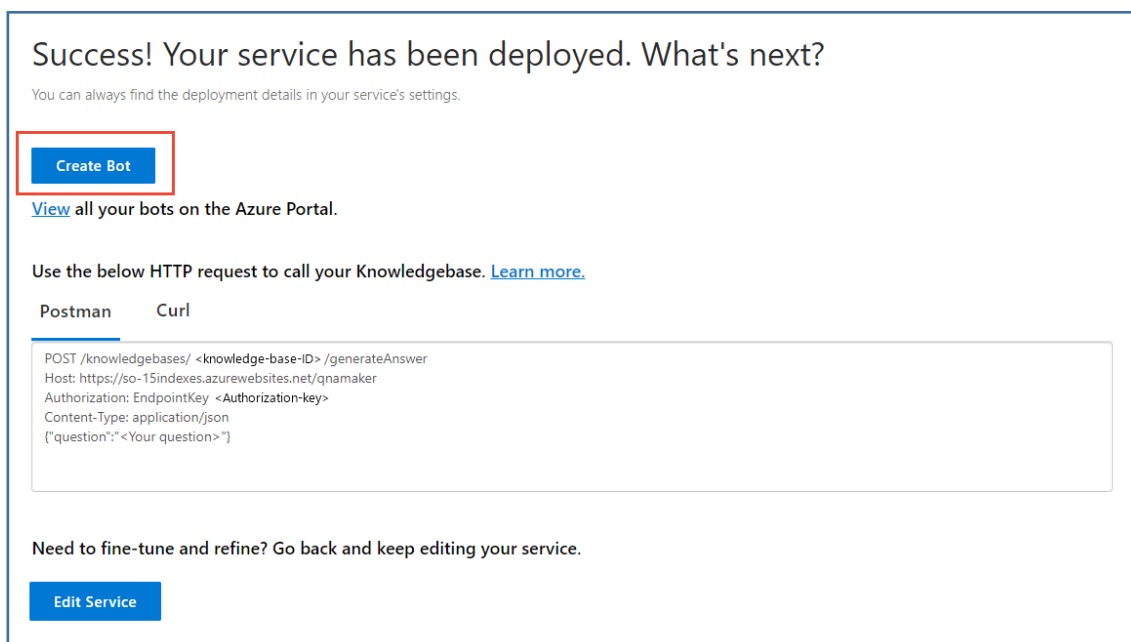 Success! Your service has been deployed. What's next?
You can always find the deployment details in your service's settings.
Create Bot
View all your bots on the Azure Portal.
Use the below HTTP request to call your Knowledgebase. Learn more.
Postman Curl
POST /knowledgebases/ <knowledge-base-ID> /generateAnswer
Host: https://so-15indexes.azurewebsites.net/qnamaker
Authorization: EndpointKey <Authorization-key>
Content-Type: application/json
{"question":"<Your question>"}
Need to fine-tune and refine? Go back and keep editing your service.
Edit Service